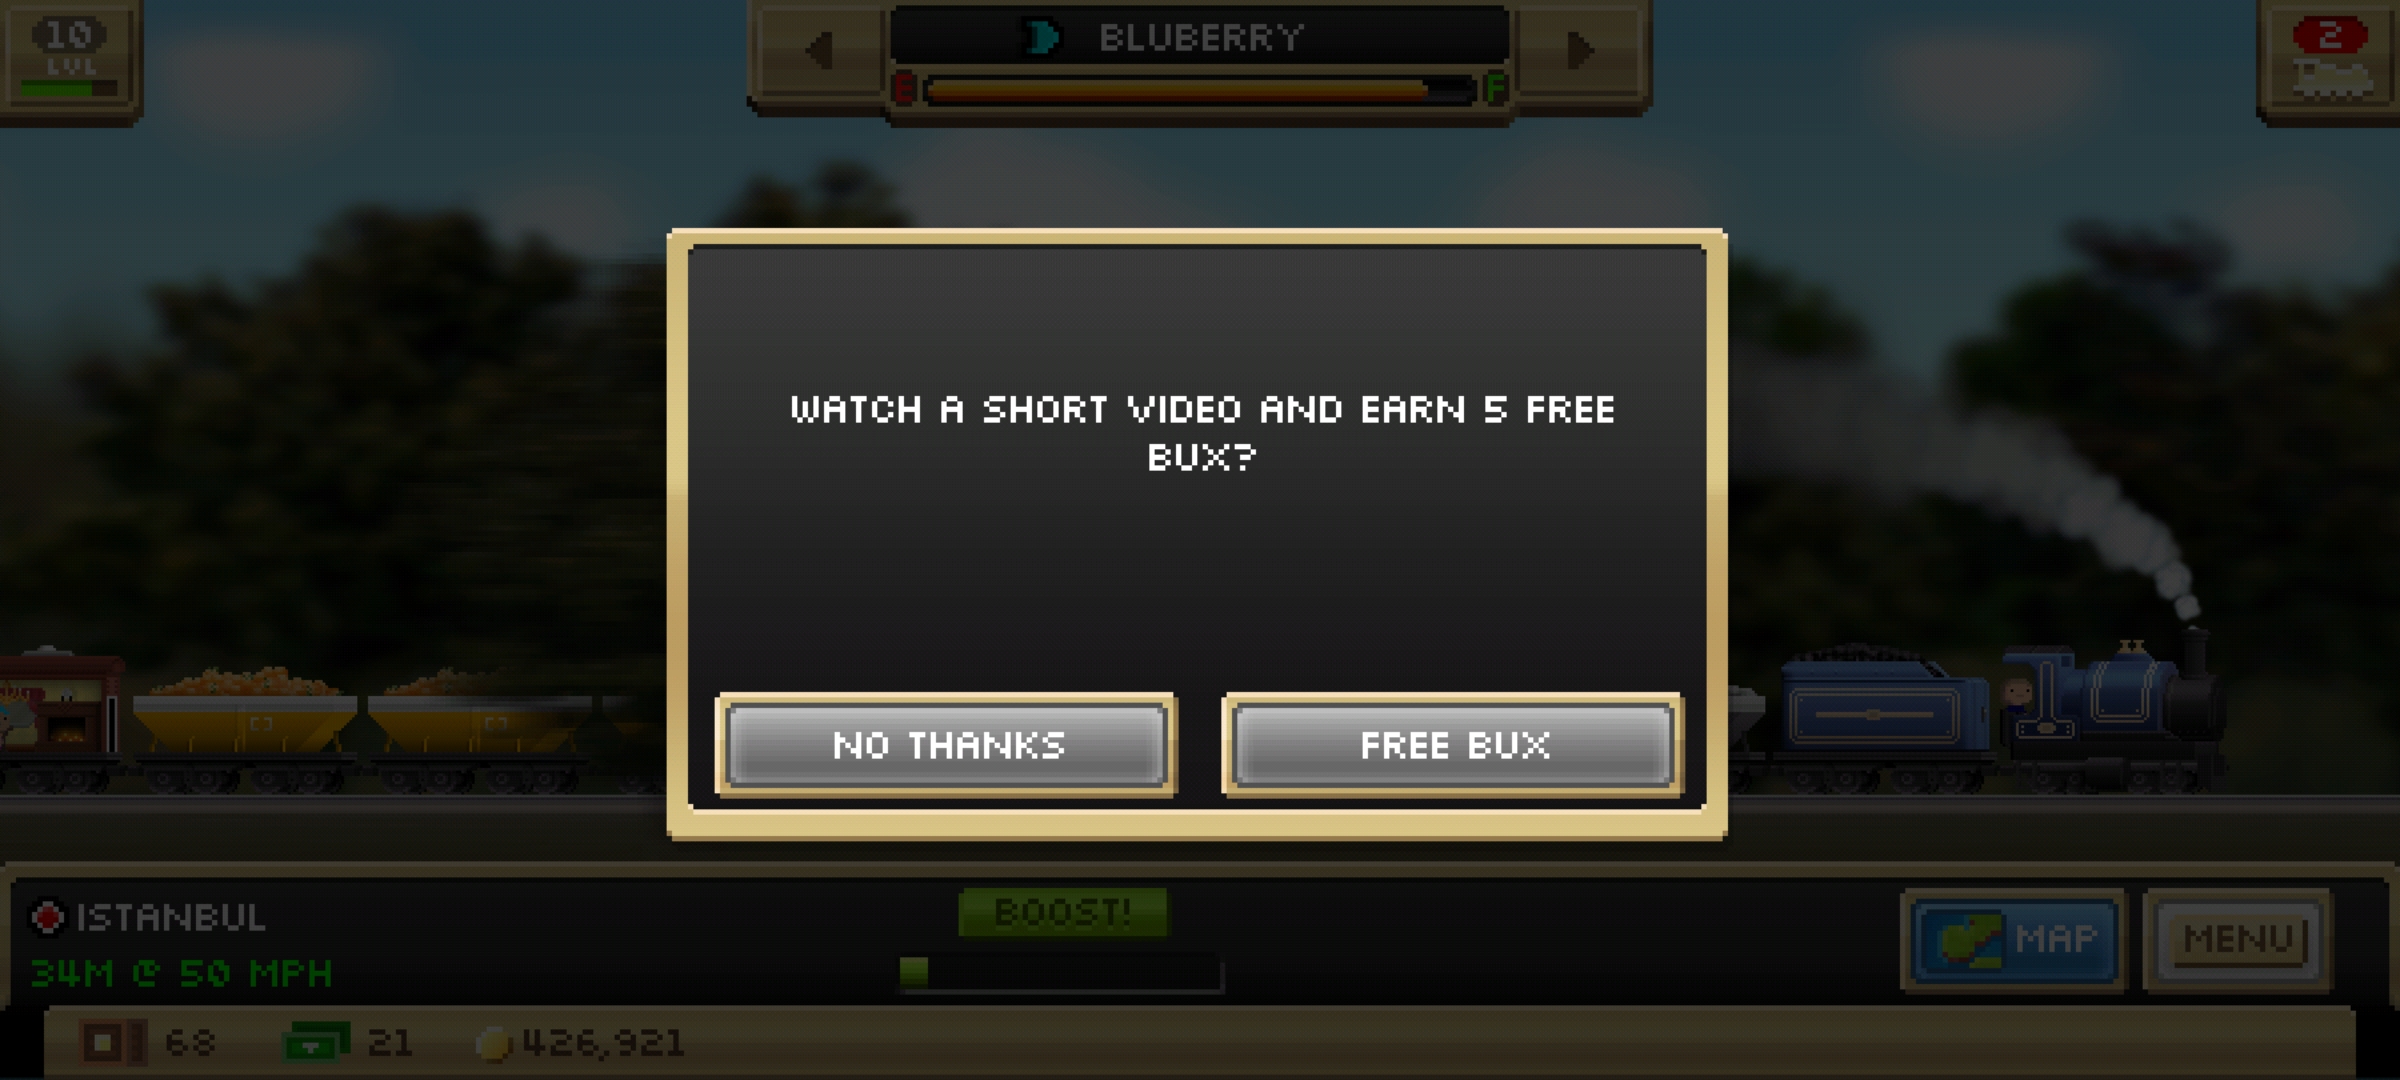 10
LVL
BLUBERRY
E F
2
WATCH A SHORT VIDEO AND EARN 5 FREE
BUX?
NO THANKS
FREE BUX
ISTANBUL
34M @ 50 MPH
BOOST!
MAP
MENU
68
21
426,921